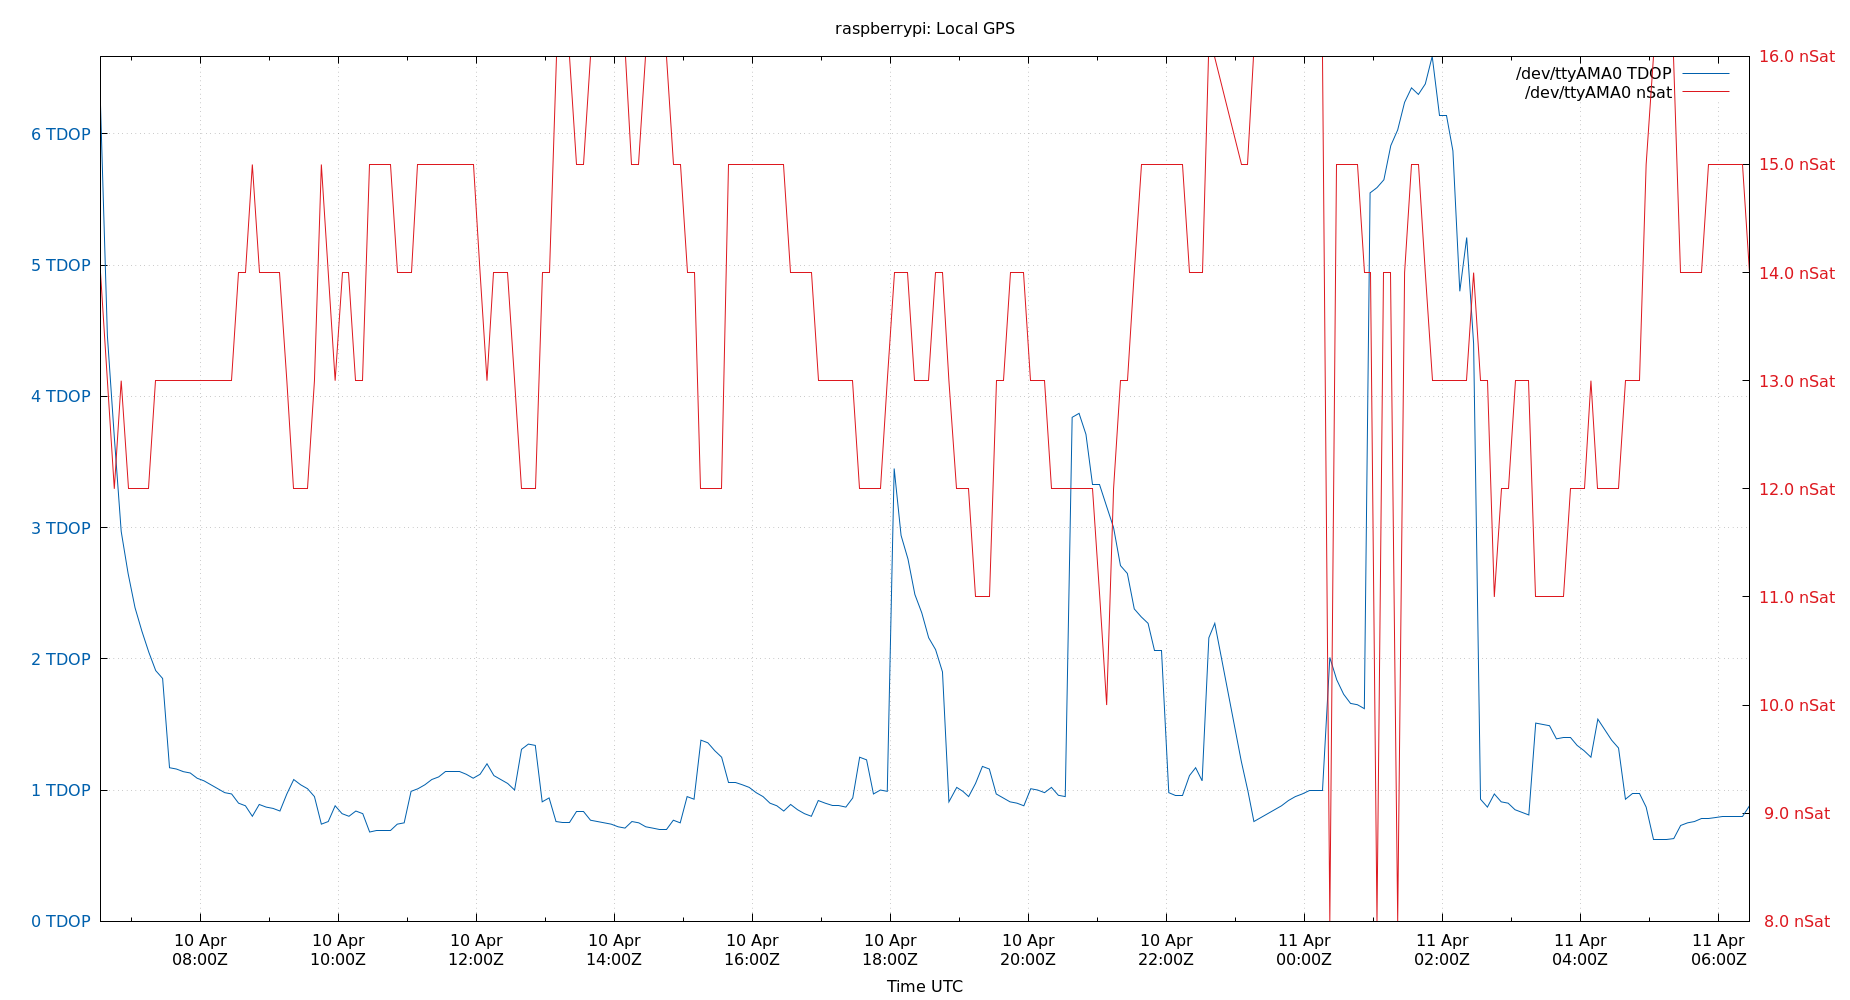 raspberrypi: Local GPS
/dev/ttyAMA0 TDOP
/dev/ttyAMA0 nSat
6 TDOP
5 TDOP
4 TDOP
3 TDOP
2 TDOP
1 TDOP
0 TDOP
16.0 nSat
15.0 nSat
14.0 nSat
13.0 nSat
12.0 nSat
11.0 nSat
10.0 nSat
9.0 nSat
8.0 nSat
10 Apr
08:00Z
10 Apr
10:00Z
10 Apr
12:00Z
10 Apr
14:00Z
10 Apr
16:00Z
10 Apr
18:00Z
10 Apr
20:00Z
10 Apr
22:00Z
11 Apr
00:00Z
11 Apr
02:00Z
11 Apr
04:00Z
11 Apr
06:00Z
Time UTC